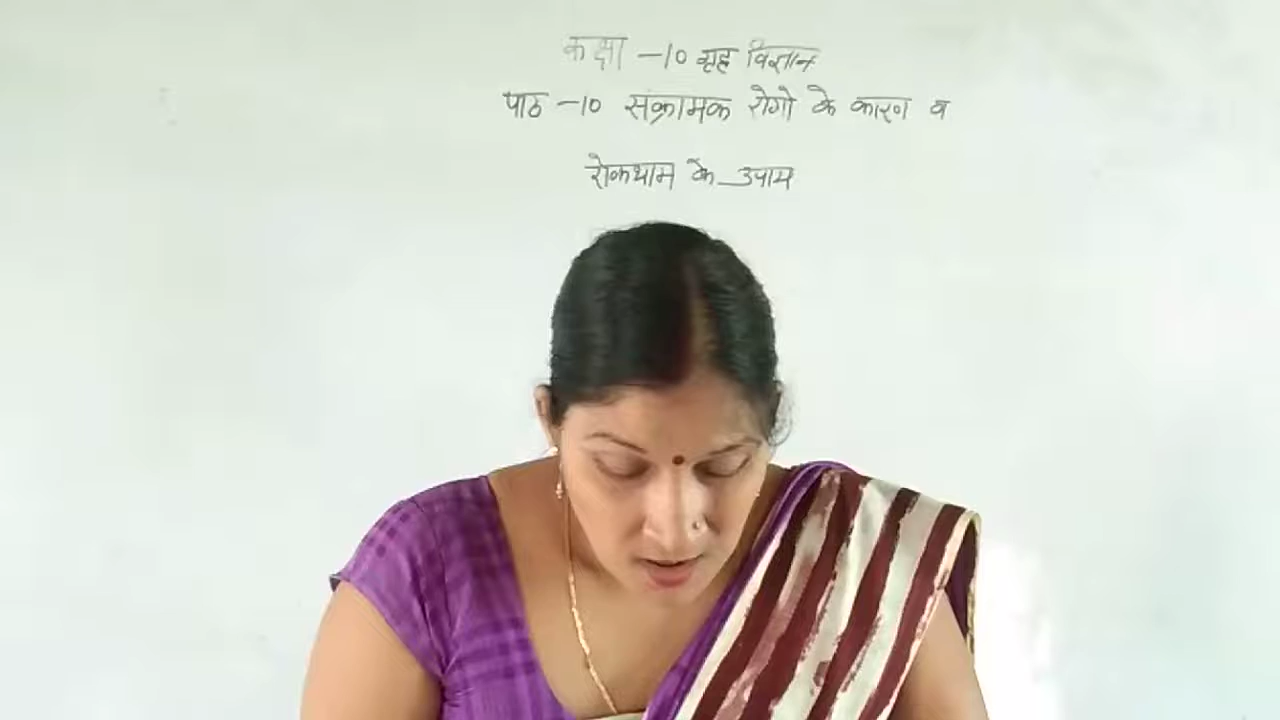 कक्षा -10 गृह विज्ञान
पाठ -10 संक्रामक रोगो के कारण व
रोकथाम के उपाय